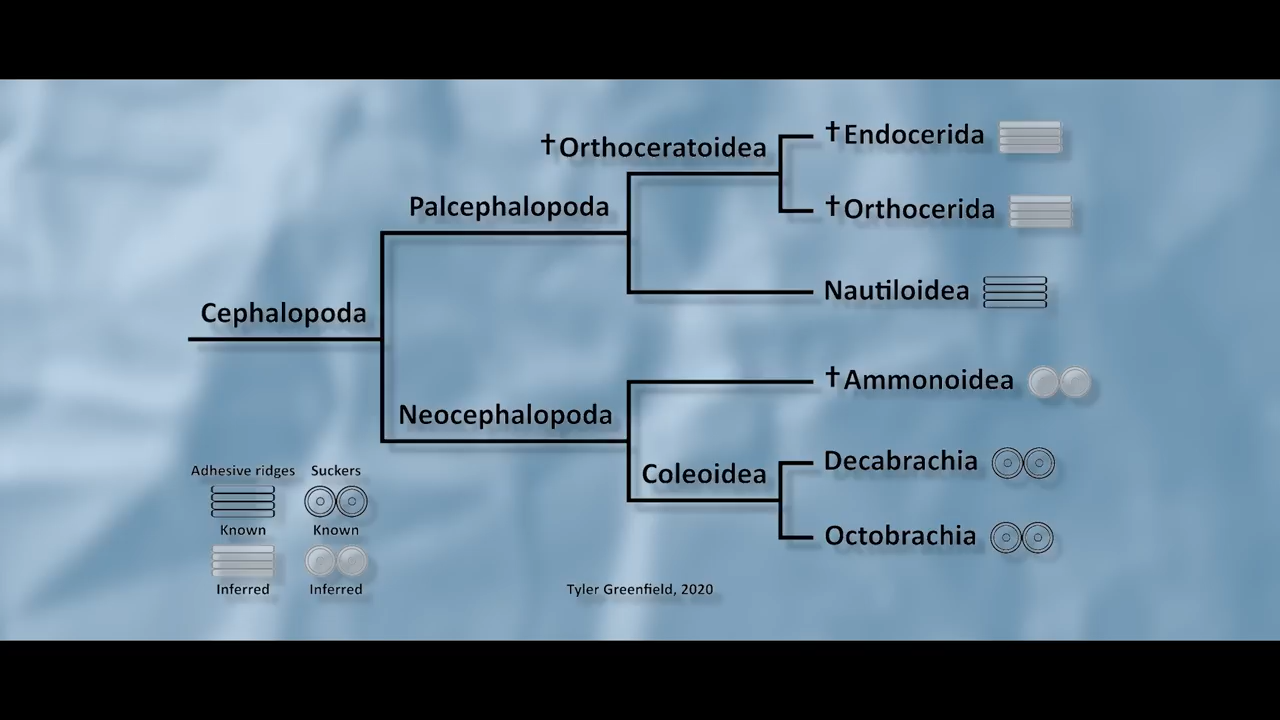 †Endocerida
†Orthoceratoidea
Palcephalopoda
†Orthocerida
Nautiloidea
Cephalopoda
†Ammonoidea
Neocephalopoda
Decabrachia
Coleoidea
Octobrachia
Adhesive ridges Suckers
Known Known
Inferred Inferred
Tyler Greenfield, 2020